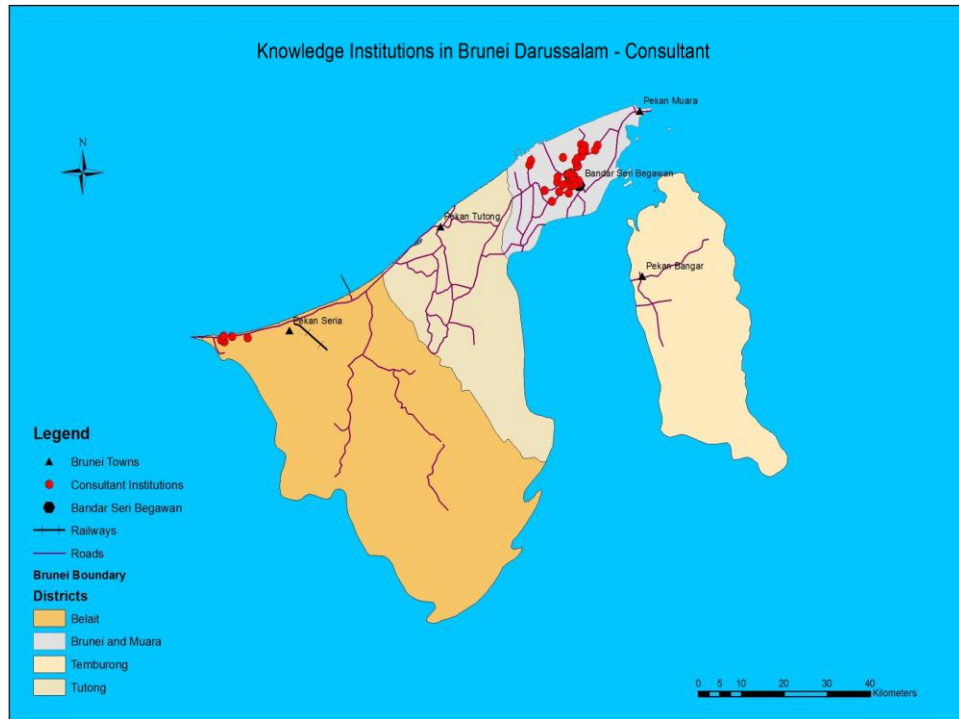 Knowledge Institutions in Brunei Darussalam - Consultant
Pekan Muara
N
Bandar Seri Begawan
Pekan Tutong
Pekan Bangar
Pekan Seria
Legend
Brunei Towns
Consultant Institutions
Bandar Seri Begawan
Railways
Roads
Brunei Boundary
Districts
Belait
Brunei and Muara
Temburong
Tutong
0 5 10 20 30 40
Kilometers